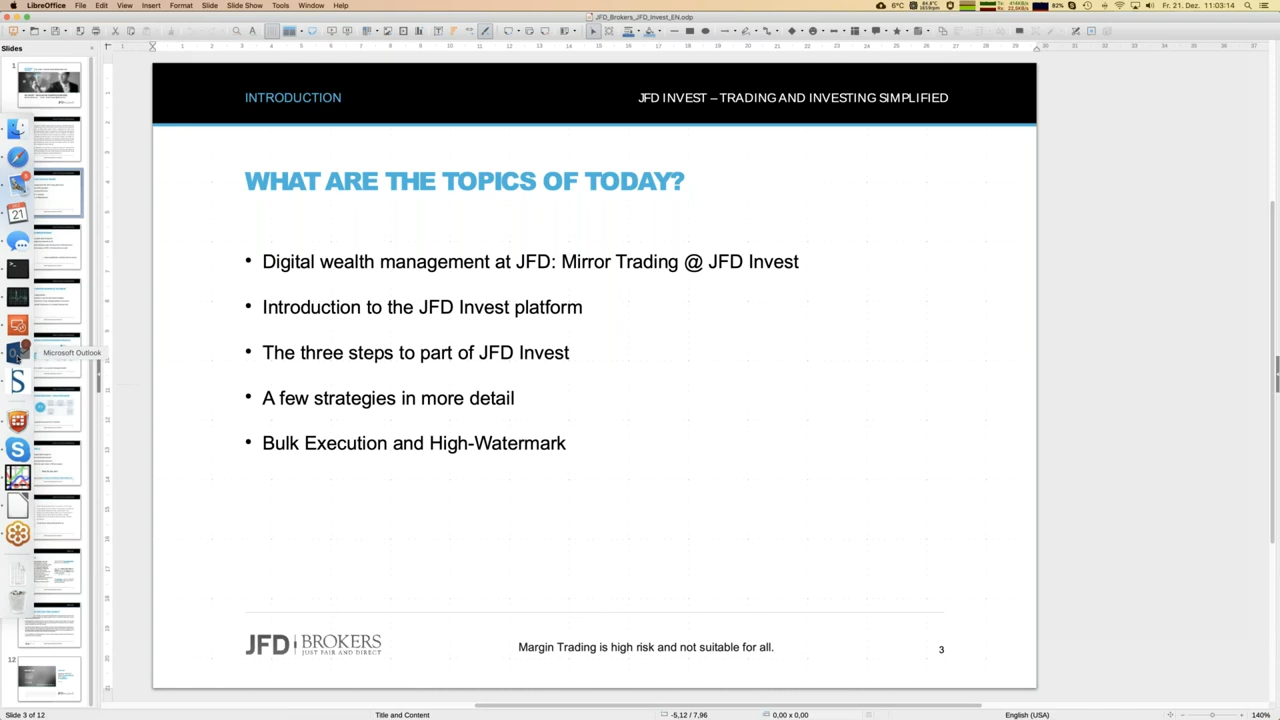 LibreOffice File Edit View Insert Format Slide Slide Show Tools Window Help
6°C 82% Fr. 21. Dez. 11:03:14
JFD_Brokers_JFD_Invest_EN.odp
Slides
1
INTRODUCTION
JFD INVEST – TRADING AND INVESTING SIMPLIFIED
WHAT ARE THE TOPICS OF TODAY?
• Digital wealth management at JFD: Mirror Trading @ JFD Invest
• Introduction to the JFD Invest platform
• The three steps to part of JFD Invest
• A few strategies in more detail
• Bulk Execution and High-Watermark
21
Microsoft Outlook
JFD BROKERS
JUST FAIR AND DIRECT
Margin Trading is high risk and not suitable for all.
3
12
Slide 3 of 12
Title and Content
-5,12 / 7,96
0,00 x 0,00
English (USA)
140%